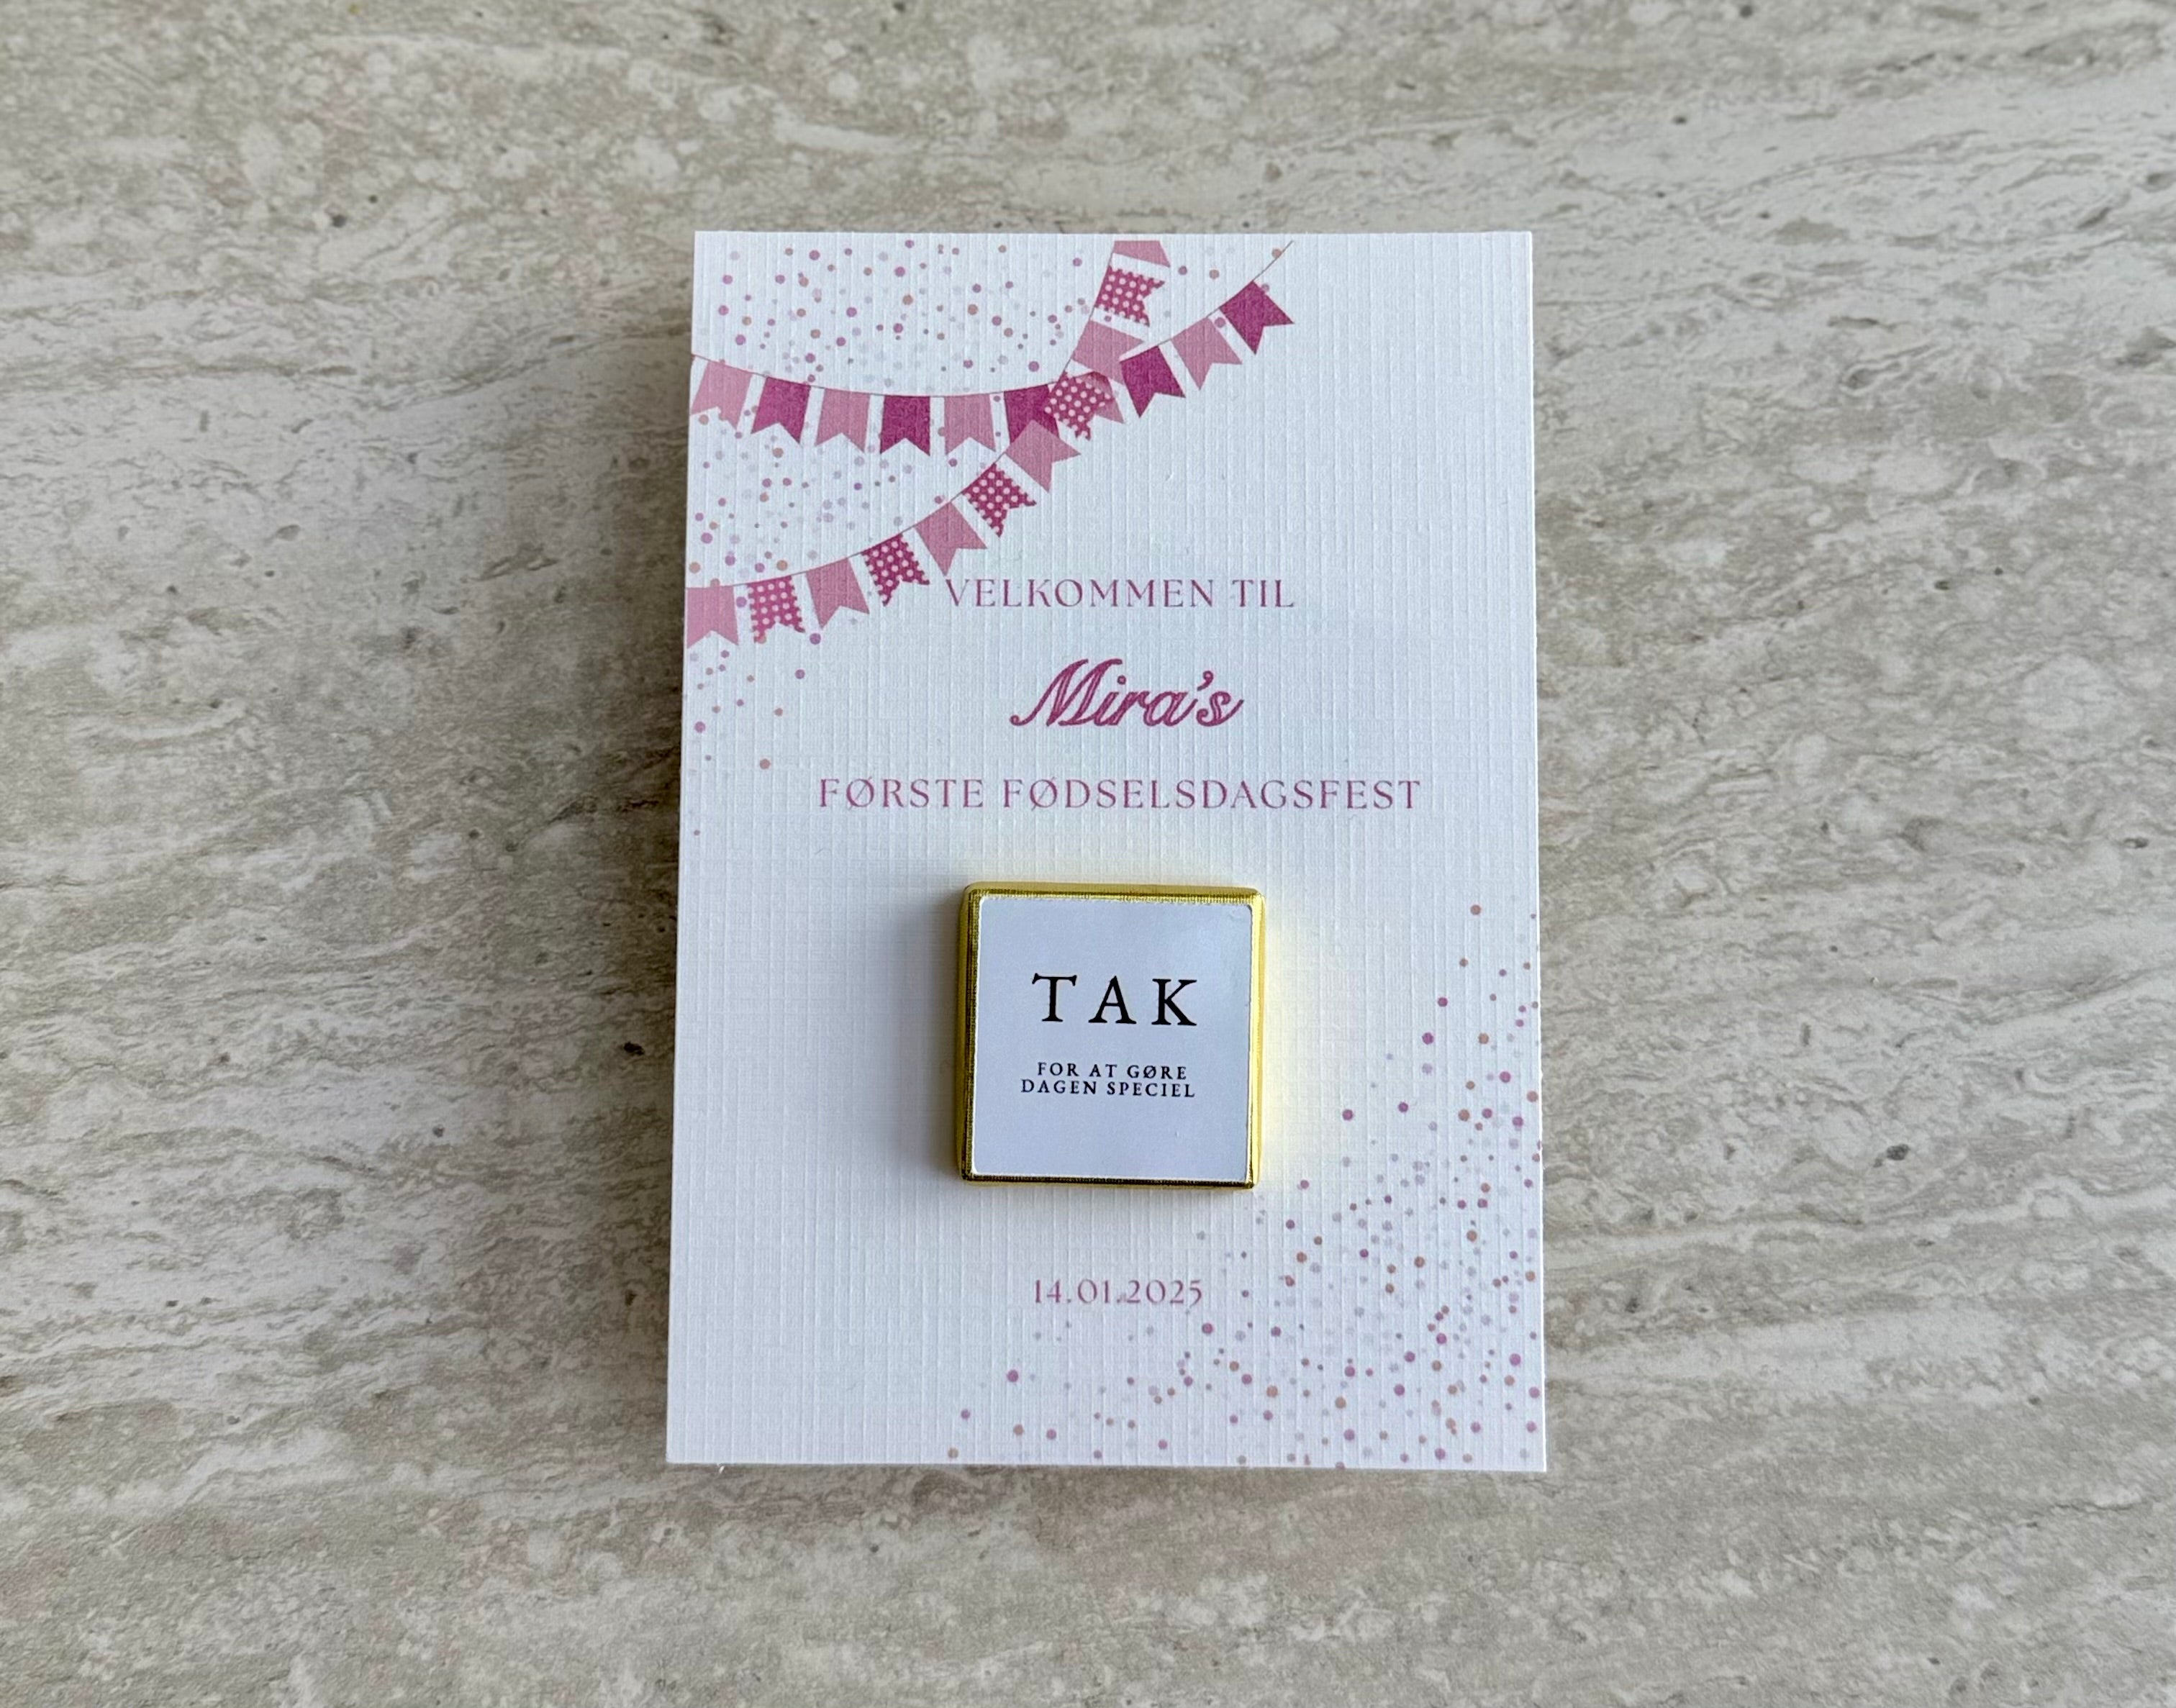 VELKOMMEN TIL
Mira's
FØRSTE FØDSELSDAGSFEST
TAK
FOR AT GØRE
DAGEN SPECIEL
14.01.2025